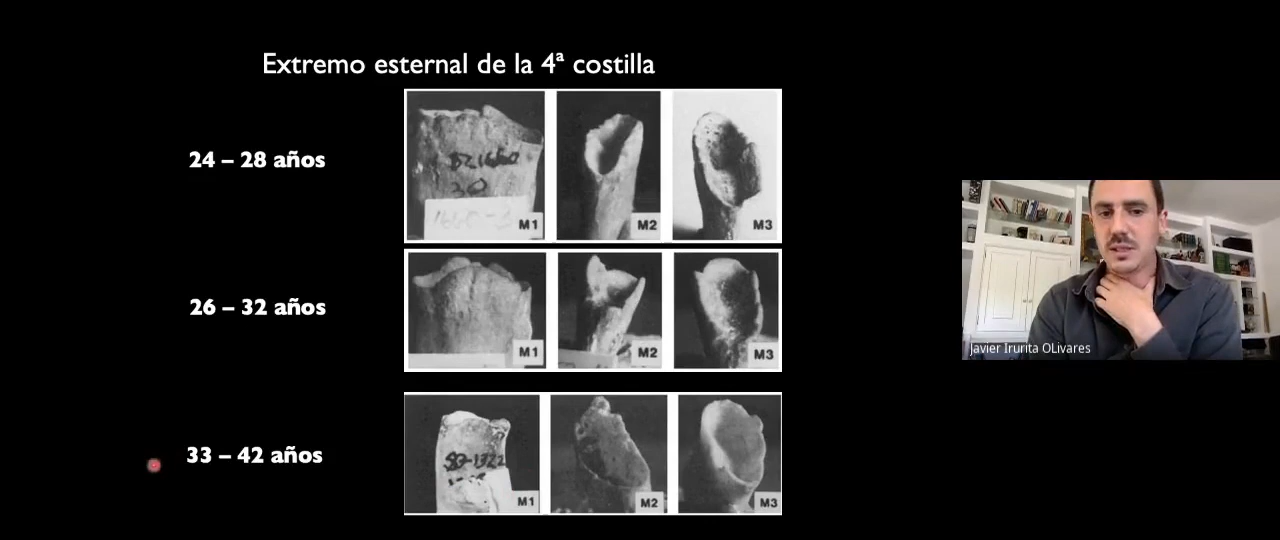 Extremo esternal de la 4ª costilla
24 – 28 años
M1
M2
M3
26 – 32 años
M1
M2
M3
33 – 42 años
M1
M2
M3
Javier Irurita OLivares